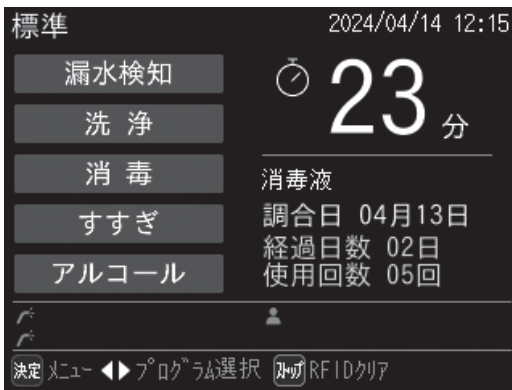 標準 2024/04/14 12:15
漏水検知
洗 浄
消 毒
すすぎ
アルコール
23分
消毒液
調合日 04月13日
経過日数 02日
使用回数 05回
決定 ﾒﾆｭｰ ◀▶ ﾌﾟﾛｸﾞﾗﾑ選択 ｽﾄｯﾌﾟ RFIDｸﾘｱ